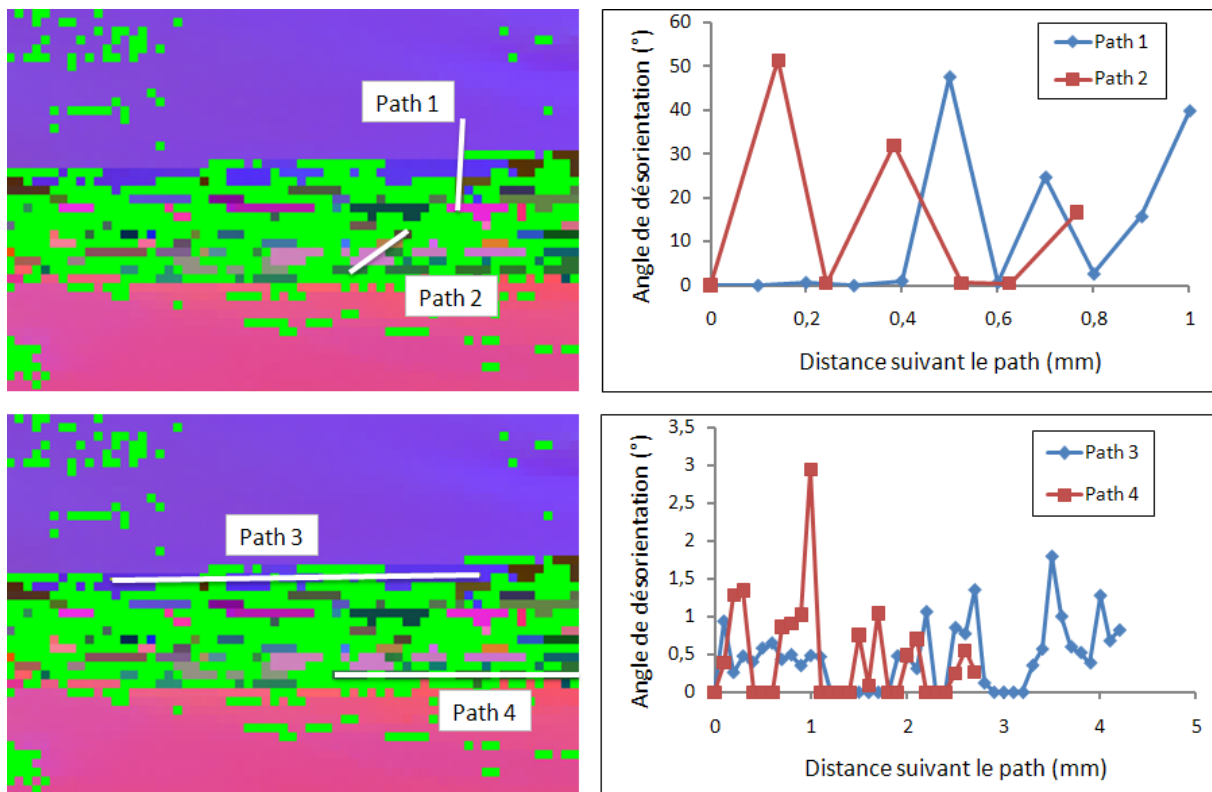 Path 1
Path 2
Angle de désorientation (°)
60
50
40
30
20
10
0
0 0,2 0,4 0,6 0,8 1
Distance suivant le path (mm)
Path 1
Path 2
Path 3
Path 4
Angle de désorientation (°)
3,5
3
2,5
2
1,5
1
0,5
0
0 1 2 3 4 5
Distance suivant le path (mm)
Path 3
Path 4